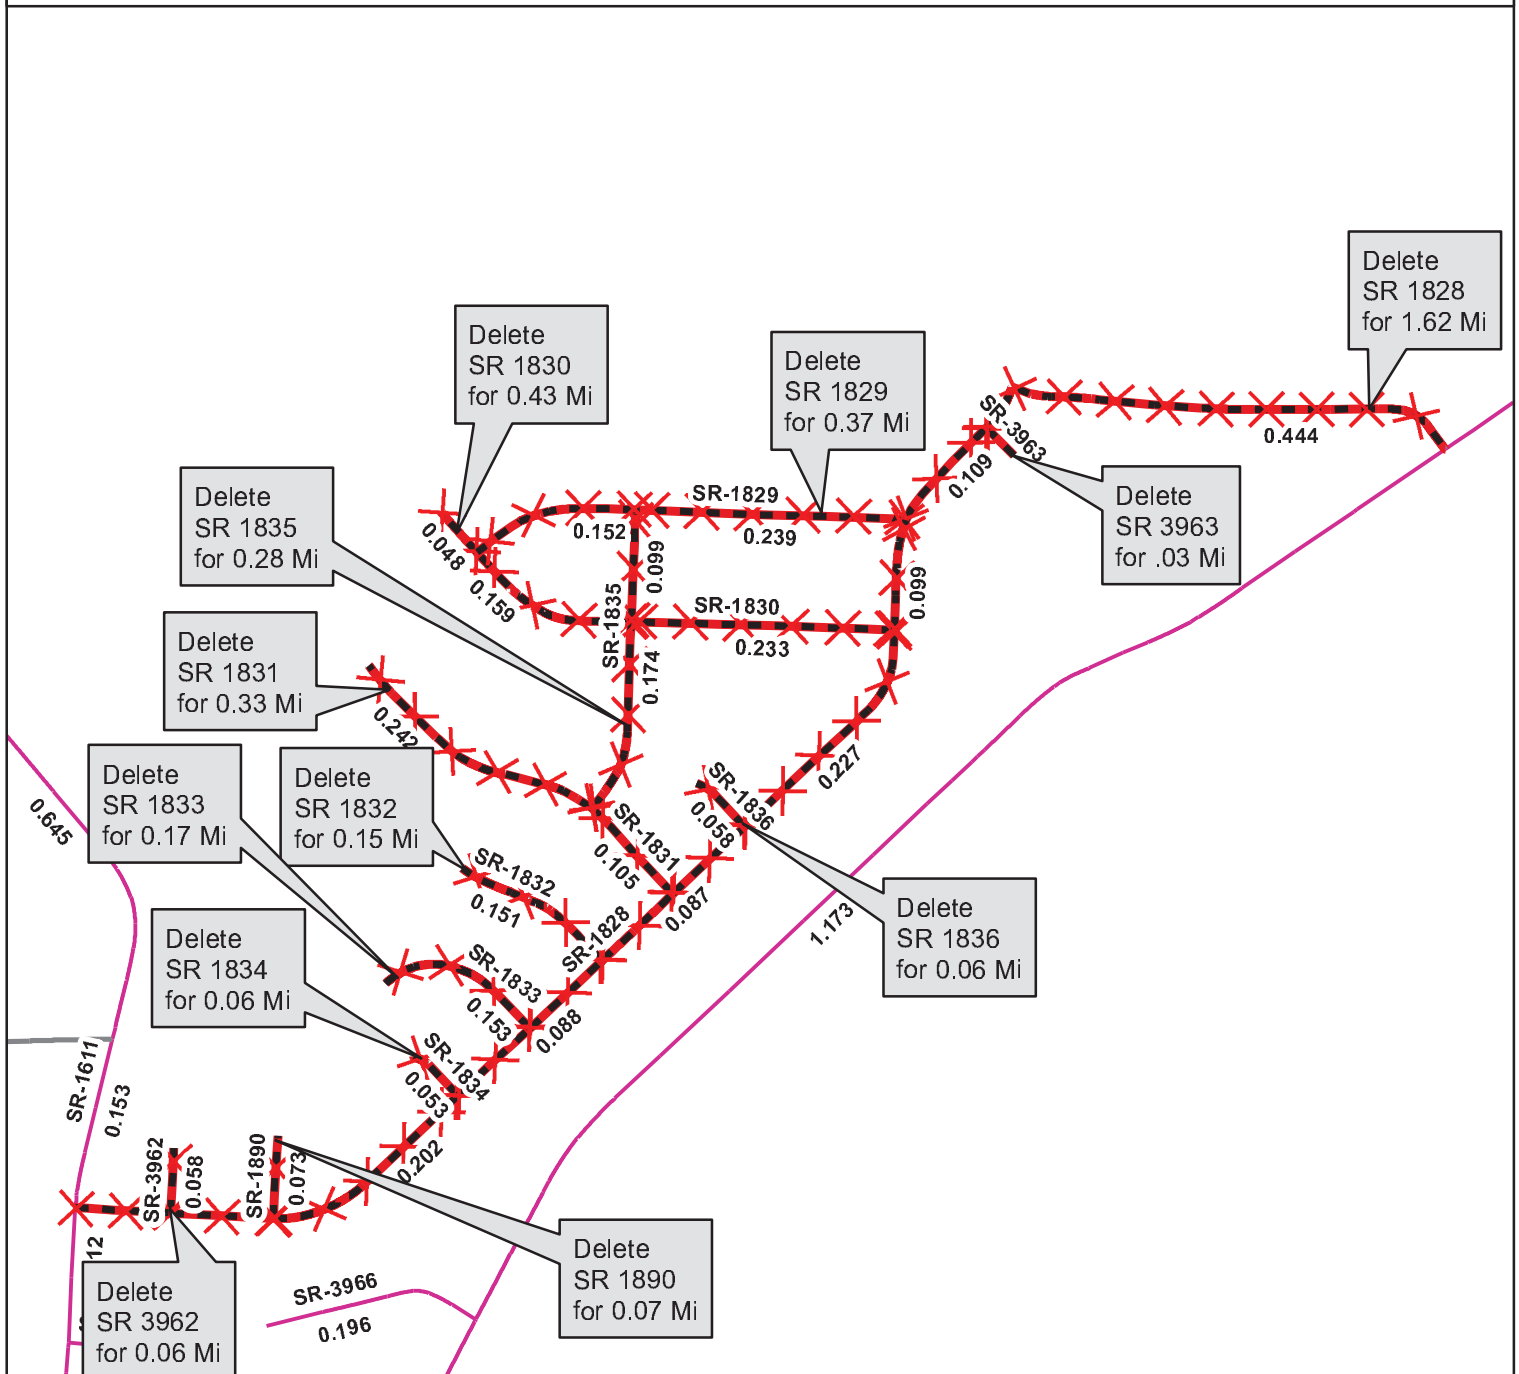 Delete
SR 1828
for 1.62 Mi
Delete
SR 1830
for 0.43 Mi
Delete
SR 1829
for 0.37 Mi
SR-3963
0.444
0.109
Delete
SR 3963
for .03 Mi
Delete
SR 1835
for 0.28 Mi
SR-1829
0.152
0.239
0.048
0.099
0.099
0.159
SR-1835
SR-1830
0.233
0.174
Delete
SR 1831
for 0.33 Mi
0.242
0.227
Delete
SR 1833
for 0.17 Mi
Delete
SR 1832
for 0.15 Mi
SR-1836
0.058
0.645
SR-1831
0.105
SR-1832
0.151
0.087
1.173
Delete
SR 1836
for 0.06 Mi
Delete
SR 1834
for 0.06 Mi
SR-1828
SR-1833
0.153
0.088
SR-1834
0.053
SR-1611
0.153
0.202
SR-3962
0.058
SR-1890
0.073
12
Delete
SR 1890
for 0.07 Mi
Delete
SR 3962
for 0.06 Mi
SR-3966
0.196